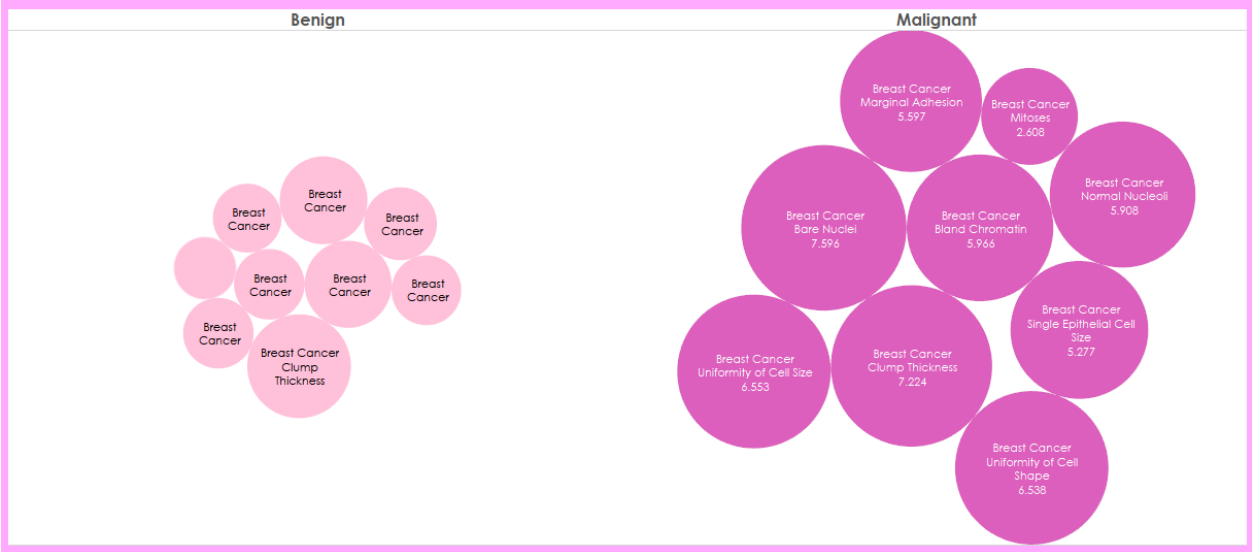 Benign
Malignant
Breast
Cancer
Breast
Cancer
Breast
Cancer
Breast
Cancer
Breast
Cancer
Breast
Cancer
Breast
Cancer
Breast Cancer
Clump
Thickness
Breast Cancer
Marginal Adhesion
5.597
Breast Cancer
Mitoses
2.608
Breast Cancer
Normal Nucleoli
5.908
Breast Cancer
Bare Nuclei
7.596
Breast Cancer
Bland Chromatin
5.966
Breast Cancer
Single Epithelial Cell
Size
5.277
Breast Cancer
Uniformity of Cell Size
6.553
Breast Cancer
Clump Thickness
7.224
Breast Cancer
Uniformity of Cell
Shape
6.538